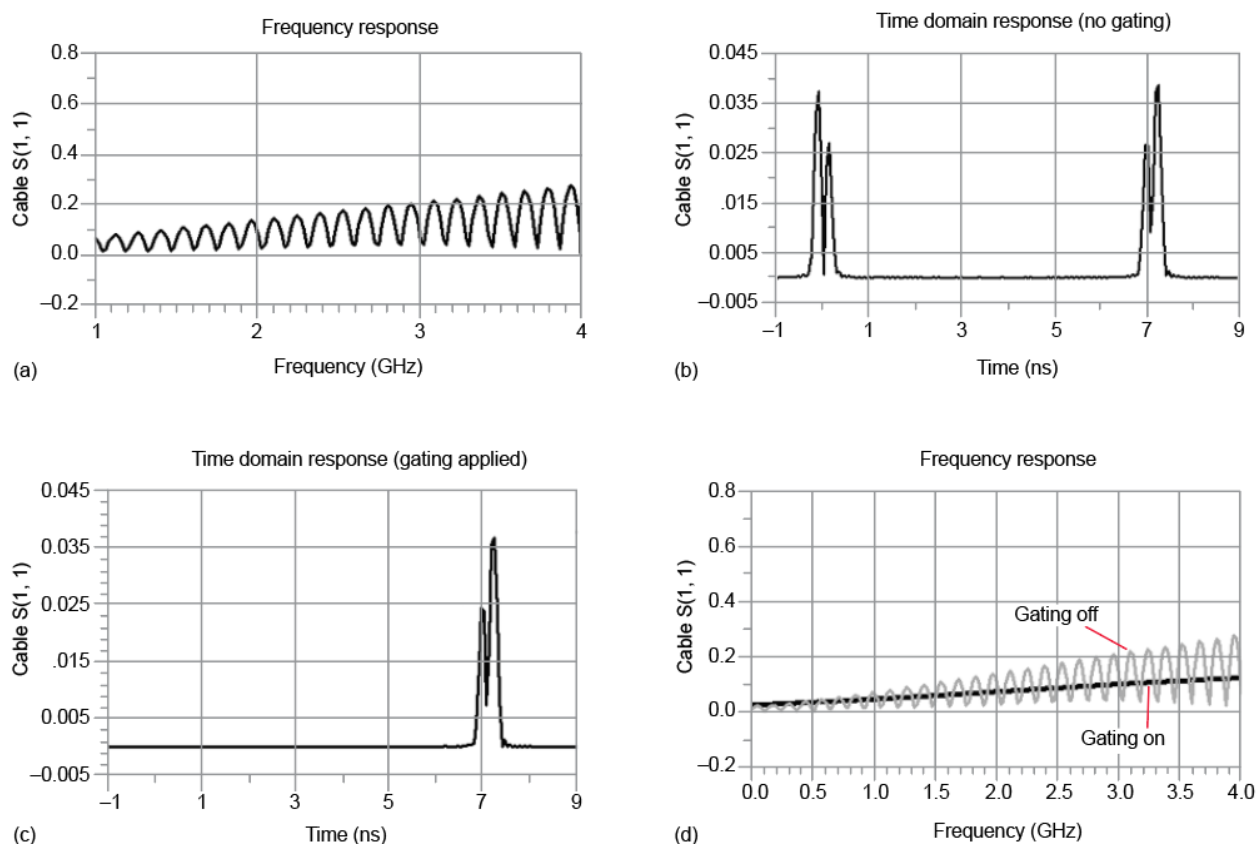 Frequency response
0.8
0.6
0.4
0.2
0.0
–0.2
Cable S(1, 1)
1
2
3
4
Frequency (GHz)
(a)
Time domain response (no gating)
0.045
0.035
0.025
.015
0.005
–0.005
Cable S(1, 1)
–1
1
3
5
7
9
Time (ns)
(b)
Time domain response (gating applied)
0.045
0.035
0.025
.015
0.005
–0.005
Cable S(1, 1)
–1
1
3
5
7
9
Time (ns)
(c)
Frequency response
0.8
0.6
0.4
0.2
0.0
–0.2
Cable S(1, 1)
Gating off
Gating on
0.0
0.5
1.0
1.5
2.0
2.5
3.0
3.5
4.0
Frequency (GHz)
(d)